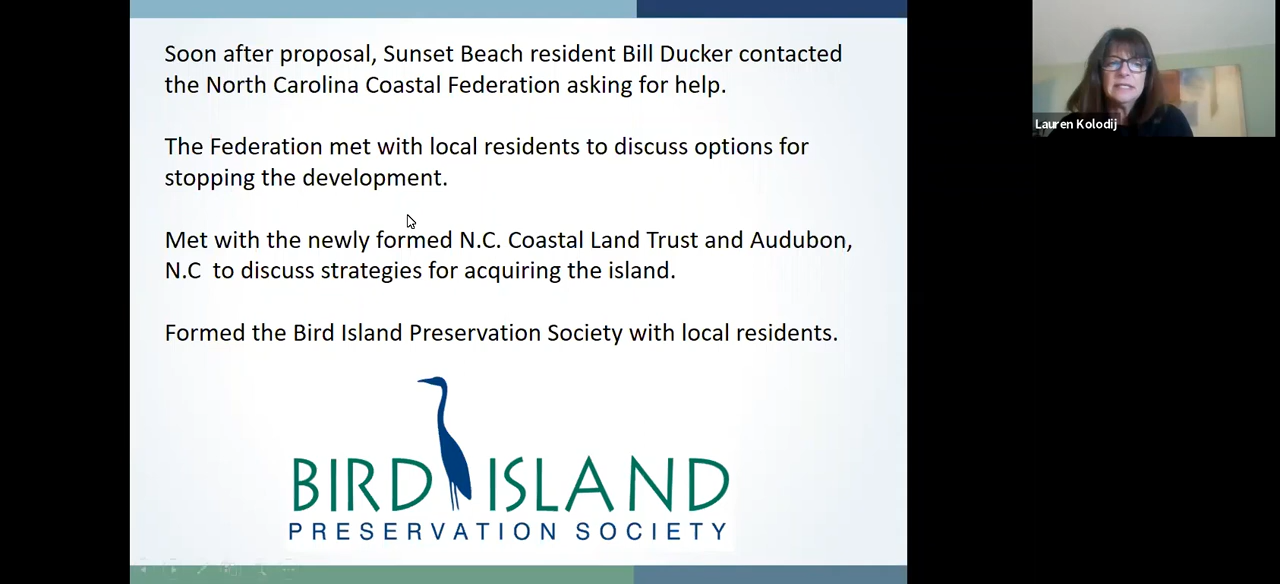 Soon after proposal, Sunset Beach resident Bill Ducker contacted
the North Carolina Coastal Federation asking for help.
The Federation met with local residents to discuss options for
stopping the development.
Met with the newly formed N.C. Coastal Land Trust and Audubon,
N.C  to discuss strategies for acquiring the island.
Formed the Bird Island Preservation Society with local residents.
BIRD ISLAND
PRESERVATION SOCIETY
Lauren Kolodij